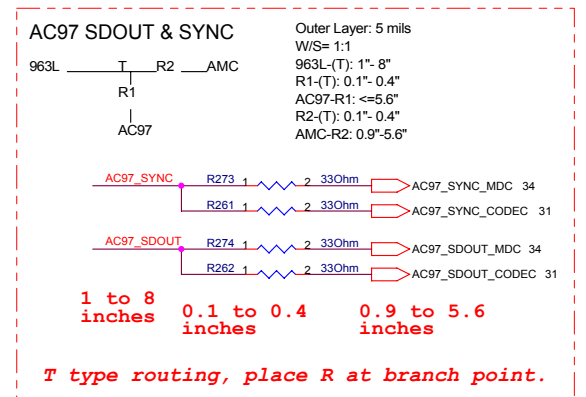 AC97 SDOUT & SYNC
Outer Layer: 5 mils
W/S= 1:1
963L-(T): 1"- 8"
R1-(T): 0.1"- 0.4"
AC97-R1: <=5.6"
R2-(T): 0.1"- 0.4"
AMC-R2: 0.9"-5.6"
963L T R2 AMC
R1
AC97
AC97_SYNC R273 1 2 33Ohm AC97_SYNC_MDC 34
R261 1 2 33Ohm AC97_SYNC_CODEC 31
AC97_SDOUT R274 1 2 33Ohm AC97_SDOUT_MDC 34
R262 1 2 33Ohm AC97_SDOUT_CODEC 31
1 to 8
inches
0.1 to 0.4
inches
0.9 to 5.6
inches
T type routing, place R at branch point.